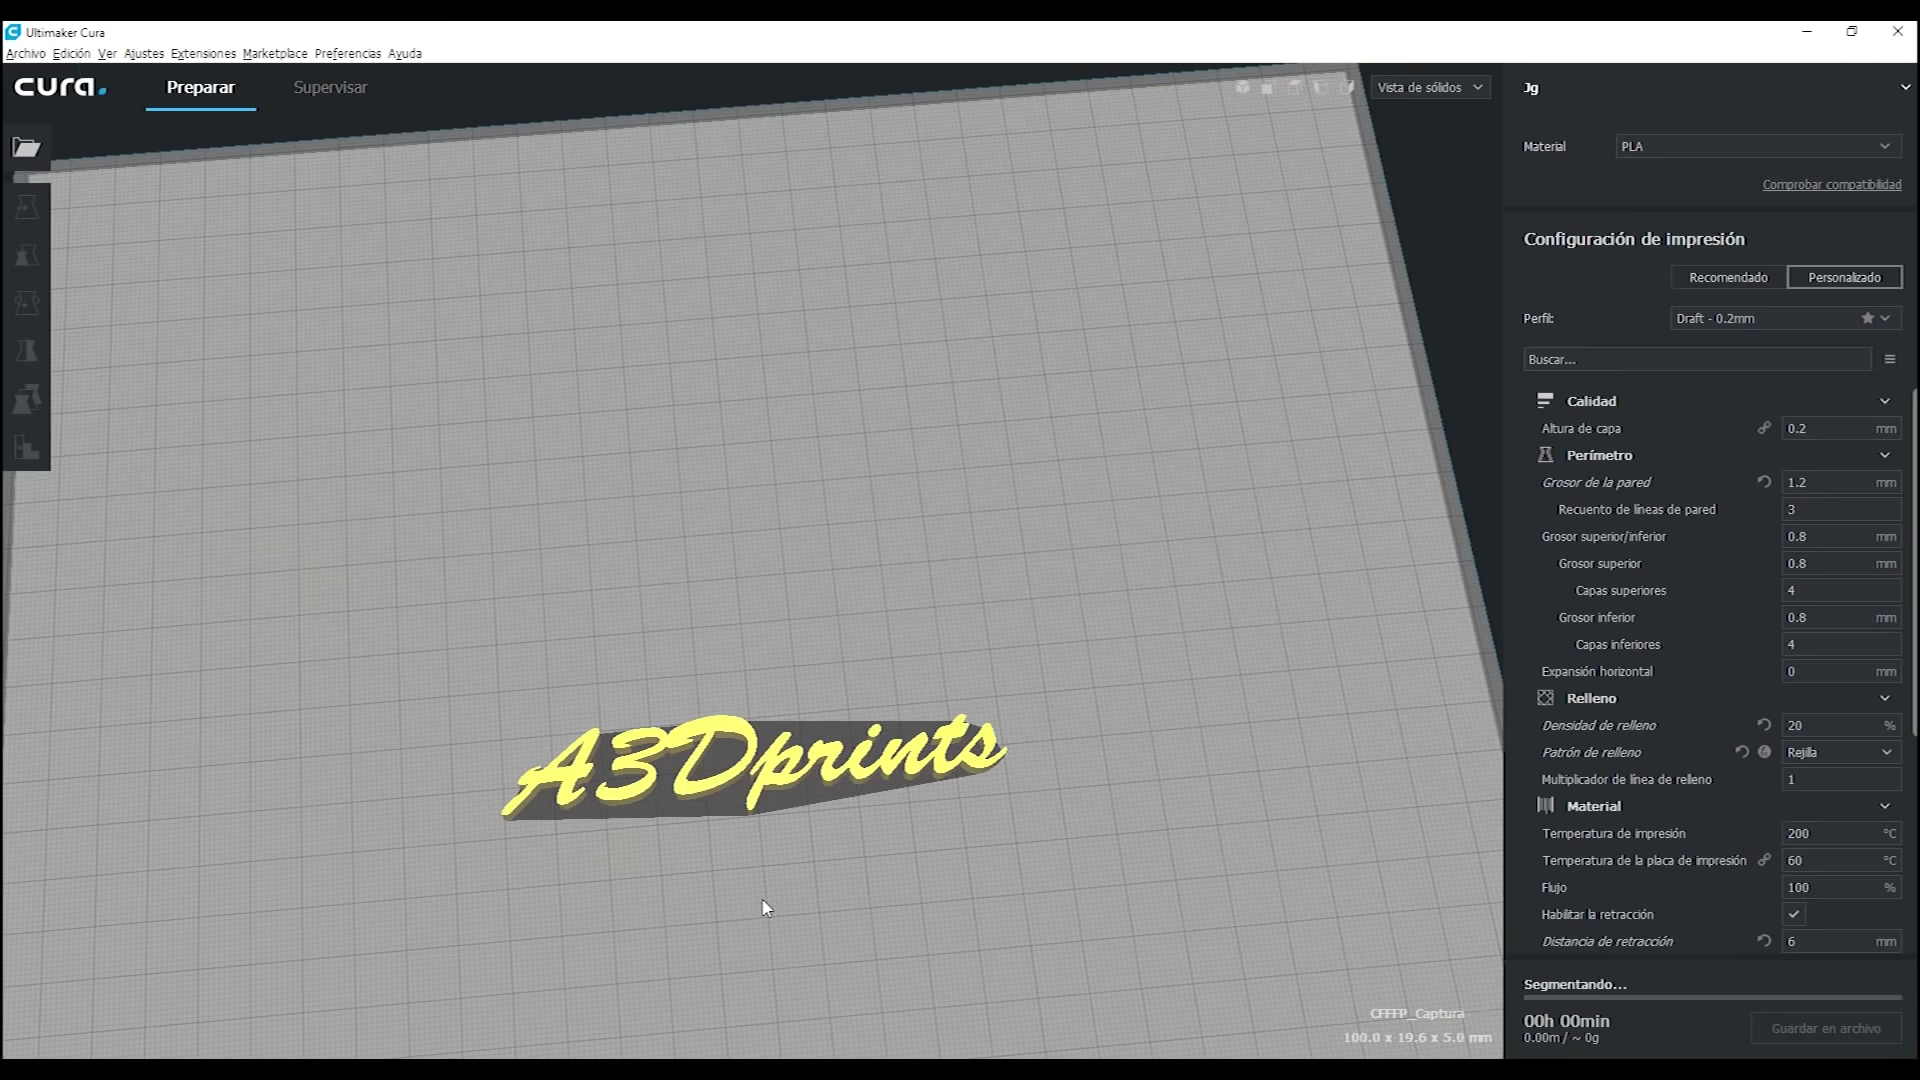 Ultimaker Cura
Archivo Edición Ver Ajustes Extensiones Marketplace Preferencias Ayuda
cura. Preparar Supervisar
Vista de sólidos
Jg
Material PLA
Comprobar compatibilidad
Configuración de impresión
Recomendado Personalizado
Perfil: Draft - 0.2mm
Buscar...
Calidad
Altura de capa 0.2 mm
Perímetro
Grosor de la pared 1.2 mm
Recuento de líneas de pared 3
Grosor superior/inferior 0.8 mm
Grosor superior 0.8 mm
Capas superiores 4
Grosor inferior 0.8 mm
Capas inferiores 4
Expansión horizontal 0 mm
Relleno
Densidad de relleno 20 %
Patrón de relleno Rejilla
Multiplicador de línea de relleno 1
Material
Temperatura de impresión 200 °C
Temperatura de la placa de impresión 60 °C
Flujo 100 %
Habilitar la retracción
Distancia de retracción 6 mm
A3Dprints
Segmentando...
CFFFP_Captura
100.0 x 19.6 x 5.0 mm
00h 00min
0.00m / ~ 0g
Guardar en archivo